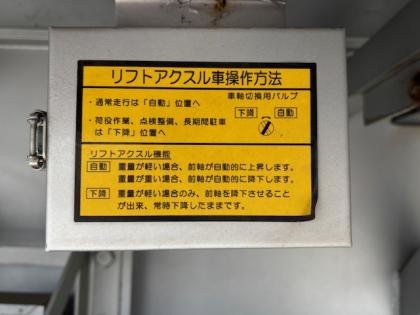 リフトアクスル車操作方法
・通常走行は「自動」位置へ
車軸切換用バルブ
下降 自動
・荷役作業、点検整備、長期間駐車
は「下降」位置へ
リフトアクスル機能
自動 重量が軽い場合、前軸が自動的に上昇します。
重量が重い場合、前軸が自動的に降下します。
下降 重量が軽い場合のみ、前軸を降下させること
が出来、常時下降したままです。